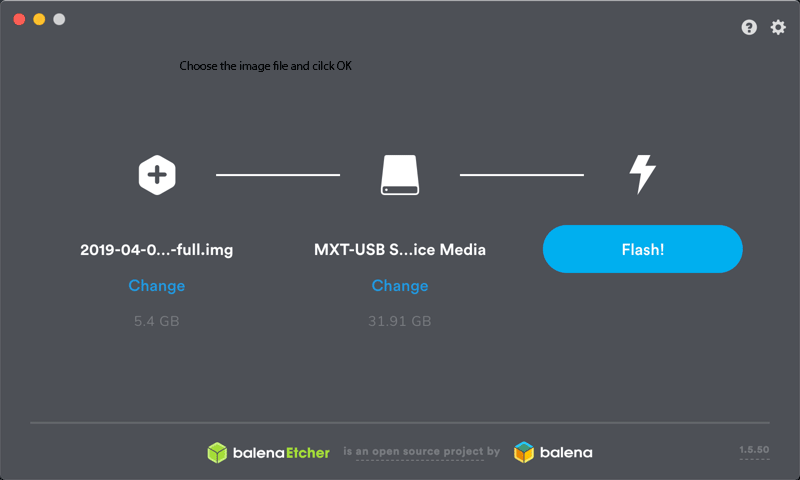 Choose the image file and cilck OK
2019-04-0...-full.img
MXT-USB S...ice Media
Flash!
Change
Change
5.4 GB
31.91 GB
balenaEtcher is an open source project by balena
1.5.50